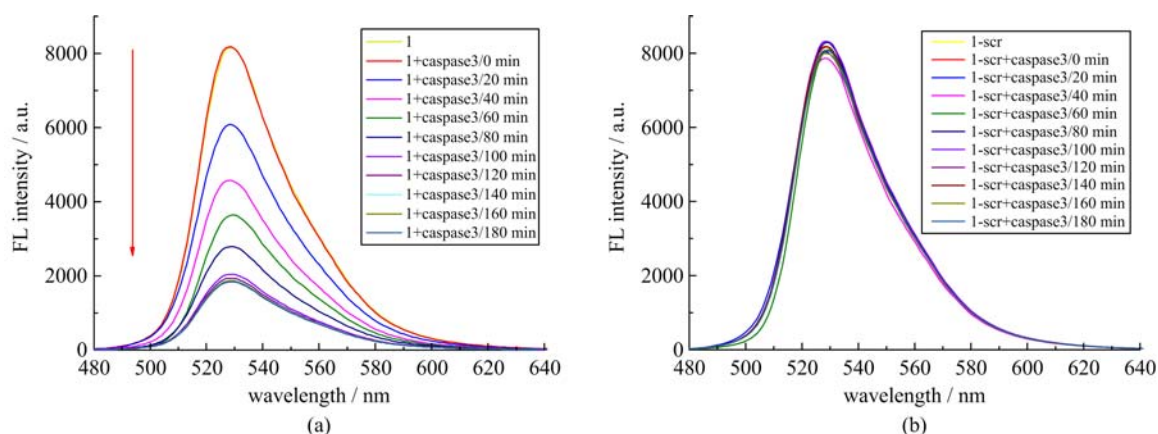 FL intensity / a.u.
8000
6000
4000
2000
0
480 500 520 540 560 580 600 620 640
wavelength / nm
(a)
1
1+caspase3/0 min
1+caspase3/20 min
1+caspase3/40 min
1+caspase3/60 min
1+caspase3/80 min
1+caspase3/100 min
1+caspase3/120 min
1+caspase3/140 min
1+caspase3/160 min
1+caspase3/180 min
FL intensity / a.u.
8000
6000
4000
2000
0
480 500 520 540 560 580 600 620 640
wavelength / nm
(b)
1-scr
1-scr+caspase3/0 min
1-scr+caspase3/20 min
1-scr+caspase3/40 min
1-scr+caspase3/60 min
1-scr+caspase3/80 min
1-scr+caspase3/100 min
1-scr+caspase3/120 min
1-scr+caspase3/140 min
1-scr+caspase3/160 min
1-scr+caspase3/180 min